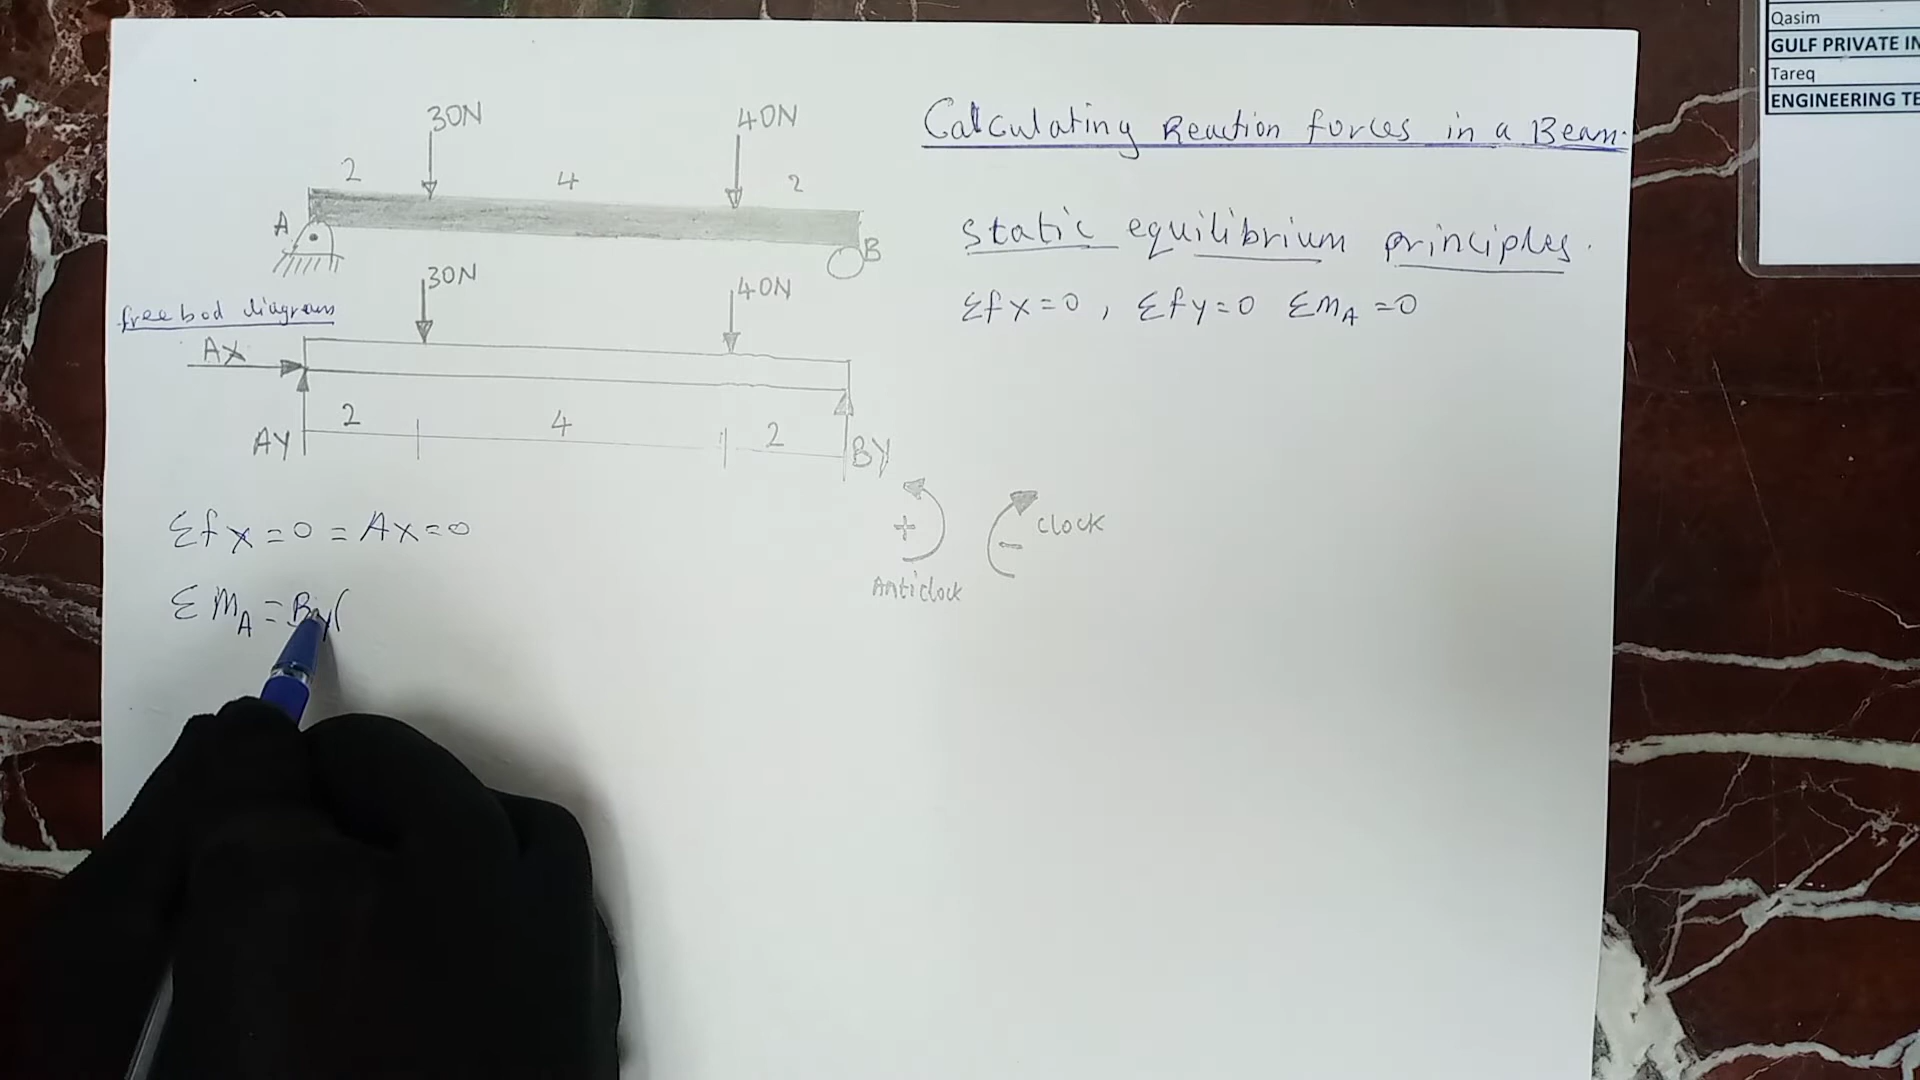 Qasim
GULF PRIVATE IN
Tareq
ENGINEERING TE
Calculating Reaction forces in a Beam.
static equilibrium principles.
Σfx=0, Σfy=0 ΣMA=0
30N
40N
2
4
2
A
B
30N
40N
free bod diagram
Ax
2
4
2
AY
BY
+
Anticlock
-
Clock
Σfx=0=Ax=0
ΣMA=By(